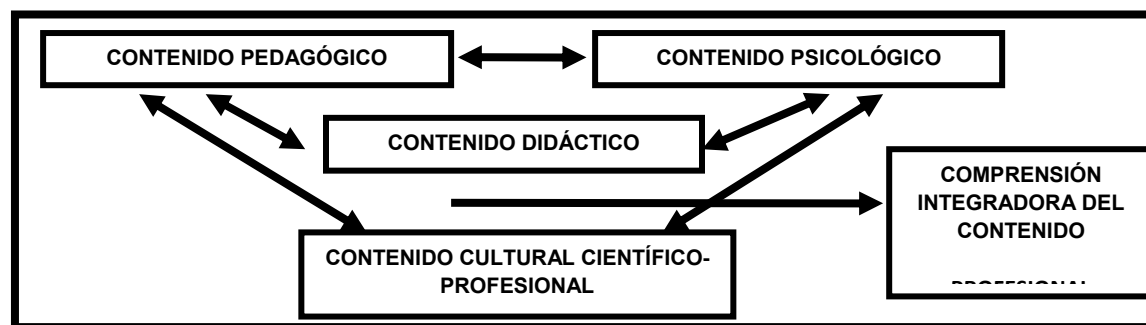 CONTENIDO PEDAGÓGICO
CONTENIDO PSICOLÓGICO
CONTENIDO DIDÁCTICO
COMPRENSIÓN
INTEGRADORA DEL
CONTENIDO
CONTENIDO CULTURAL CIENTÍFICO-
PROFESIONAL